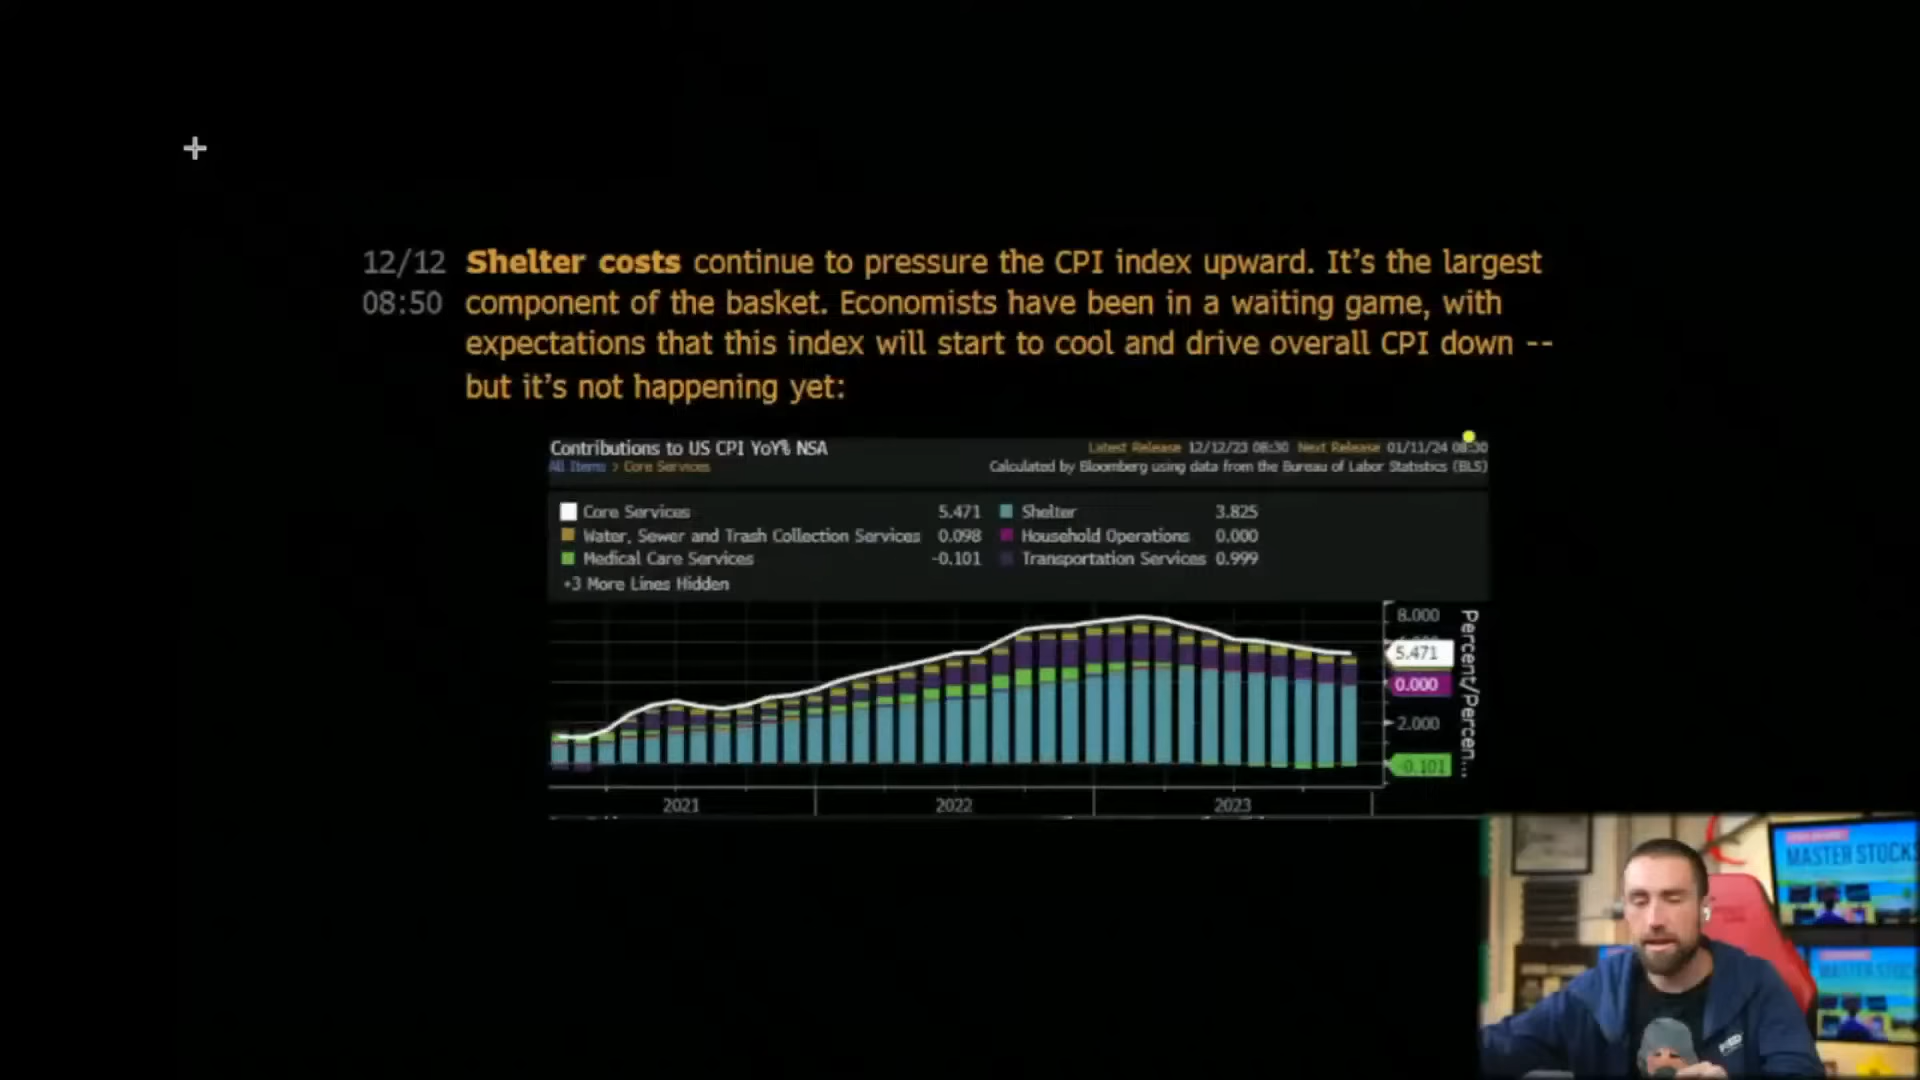 12/12 Shelter costs continue to pressure the CPI index upward. It's the largest
08:50 component of the basket. Economists have been in a waiting game, with
expectations that this index will start to cool and drive overall CPI down --
but it's not happening yet:
Contributions to US CPI YoY% NSA
Latest Release 12/12/23 08:30 Next Release 01/11/24 08:30
All Items > Core Services
Calculated by Bloomberg using data from the Bureau of Labor Statistics (BLS)
Core Services 5.471 Shelter 3.825
Water, Sewer and Trash Collection Services 0.098 Household Operations 0.000
Medical Care Services -0.101 Transportation Services 0.999
+3 More Lines Hidden
8.000
5.471
0.000
2.000
-0.101
Percent/Percen...
2021 2022 2023
MASTER STOCKS
MASTER STOCKS